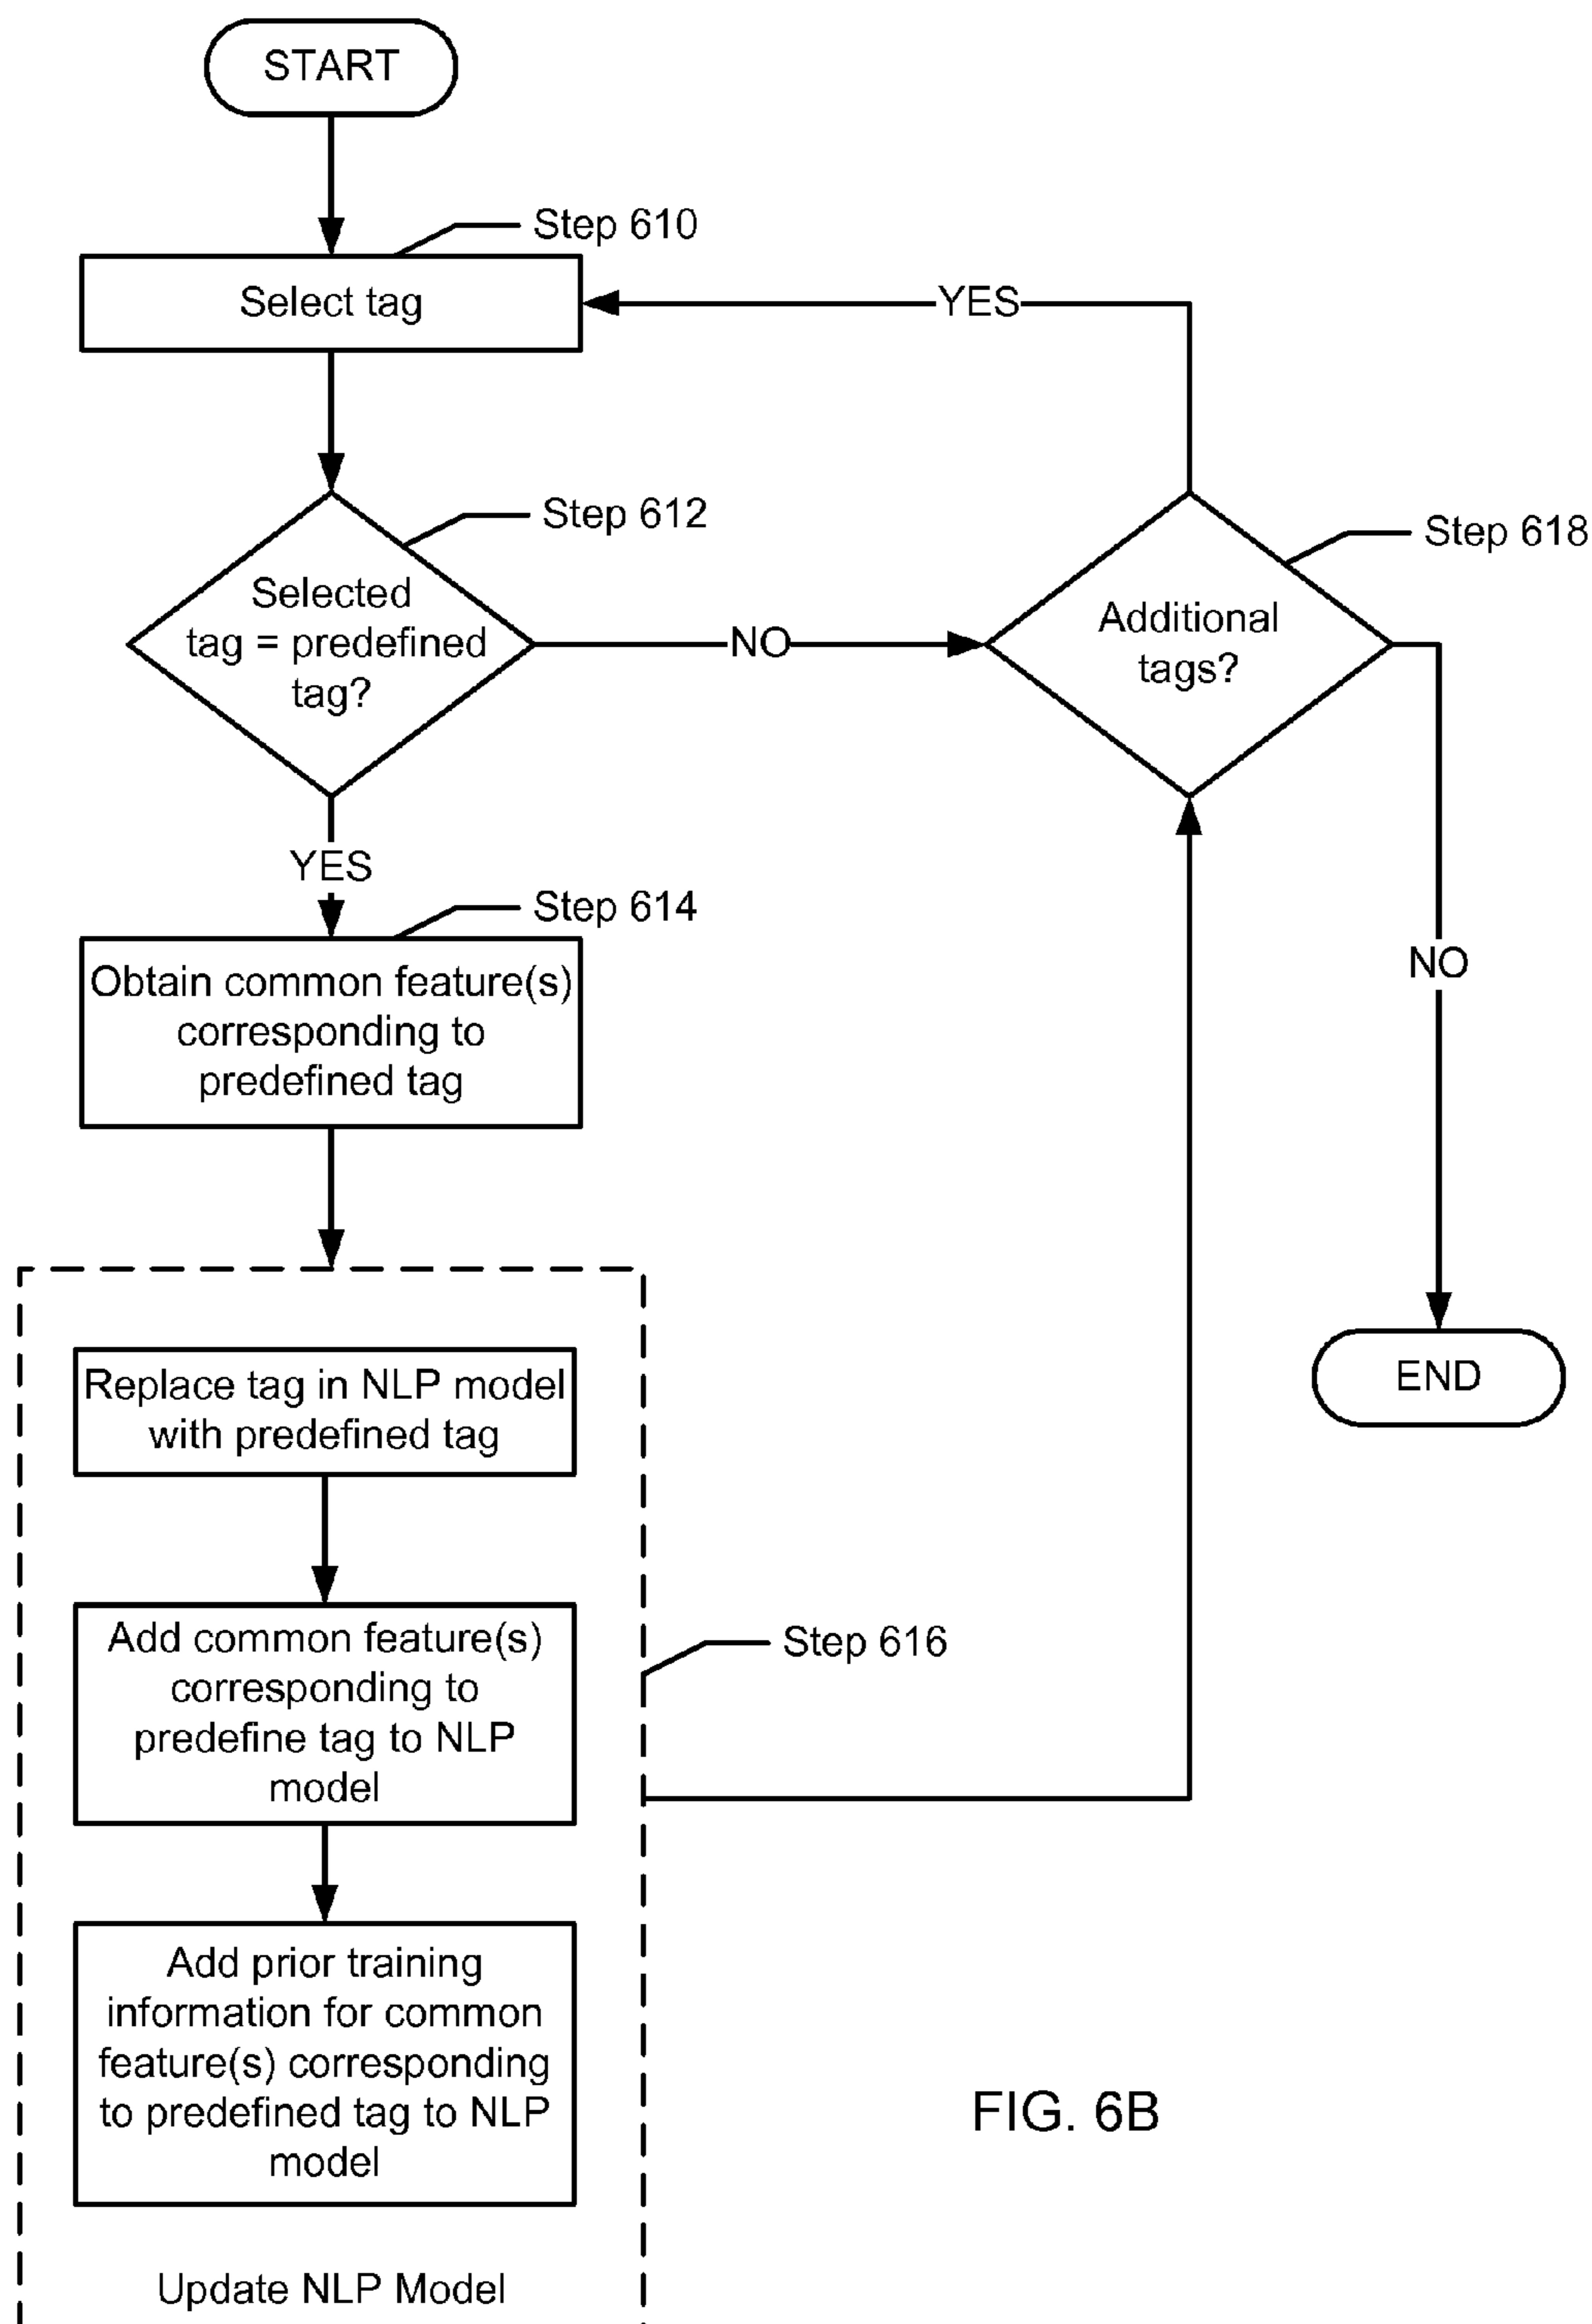 START
Step 610
Select tag
YES
Step 612
Selected
tag = predefined
tag?
NO
Step 618
Additional
tags?
YES
Step 614
Obtain common feature(s)
corresponding to
predefined tag
NO
Replace tag in NLP model
with predefined tag
END
Add common feature(s)
corresponding to
predefine tag to NLP
model
Step 616
Add prior training
information for common
feature(s) corresponding
to predefined tag to NLP
model
Update NLP Model
FIG. 6B